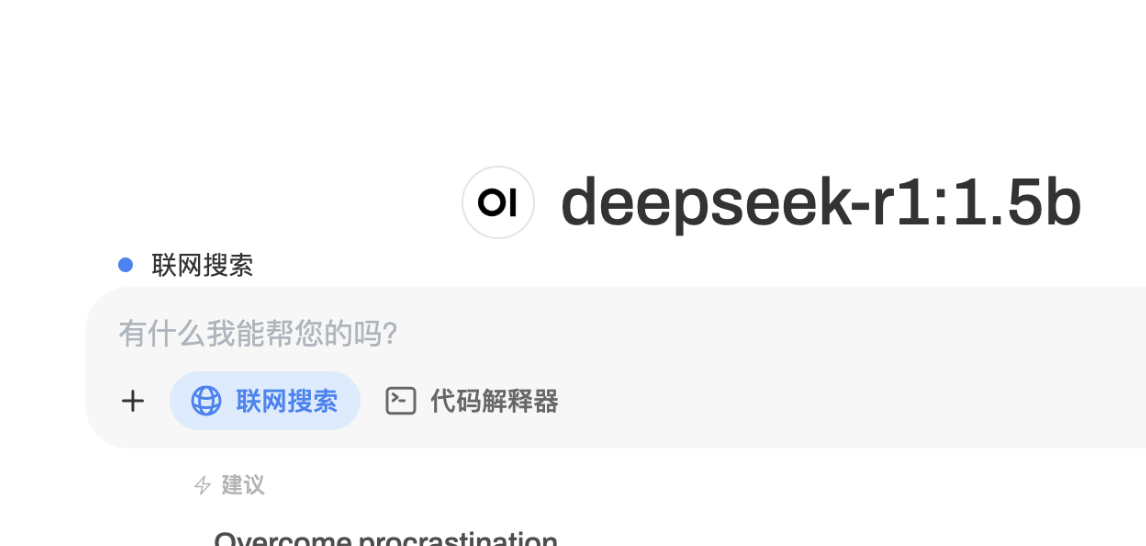 OI deepseek-r1:1.5b
联网搜索
有什么我能帮您的吗?
联网搜索 代码解释器
建议
Overcome procrastination